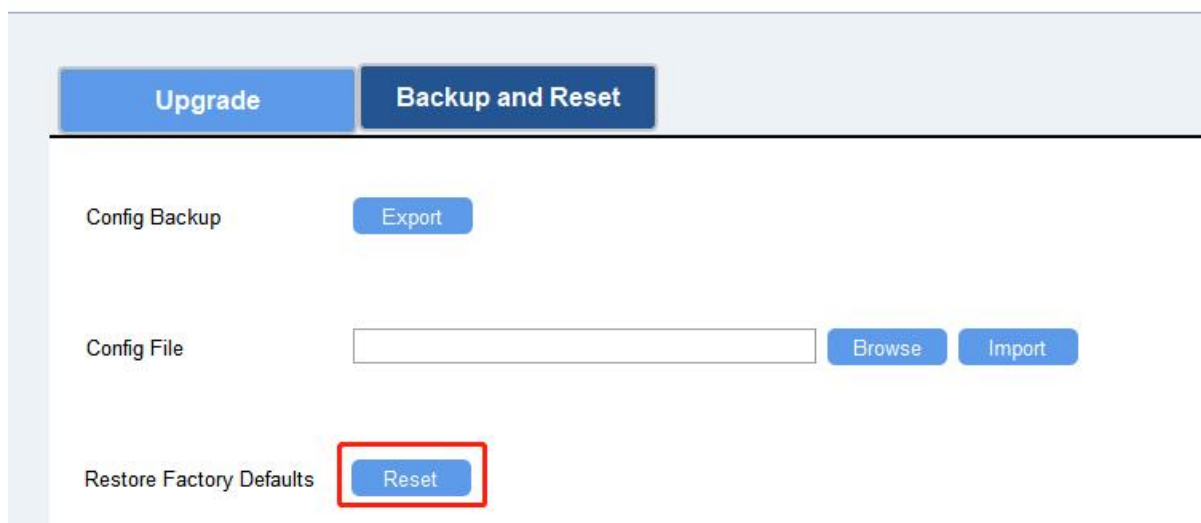 Upgrade Backup and Reset
Config Backup Export
Config File Browse Import
Restore Factory Defaults Reset